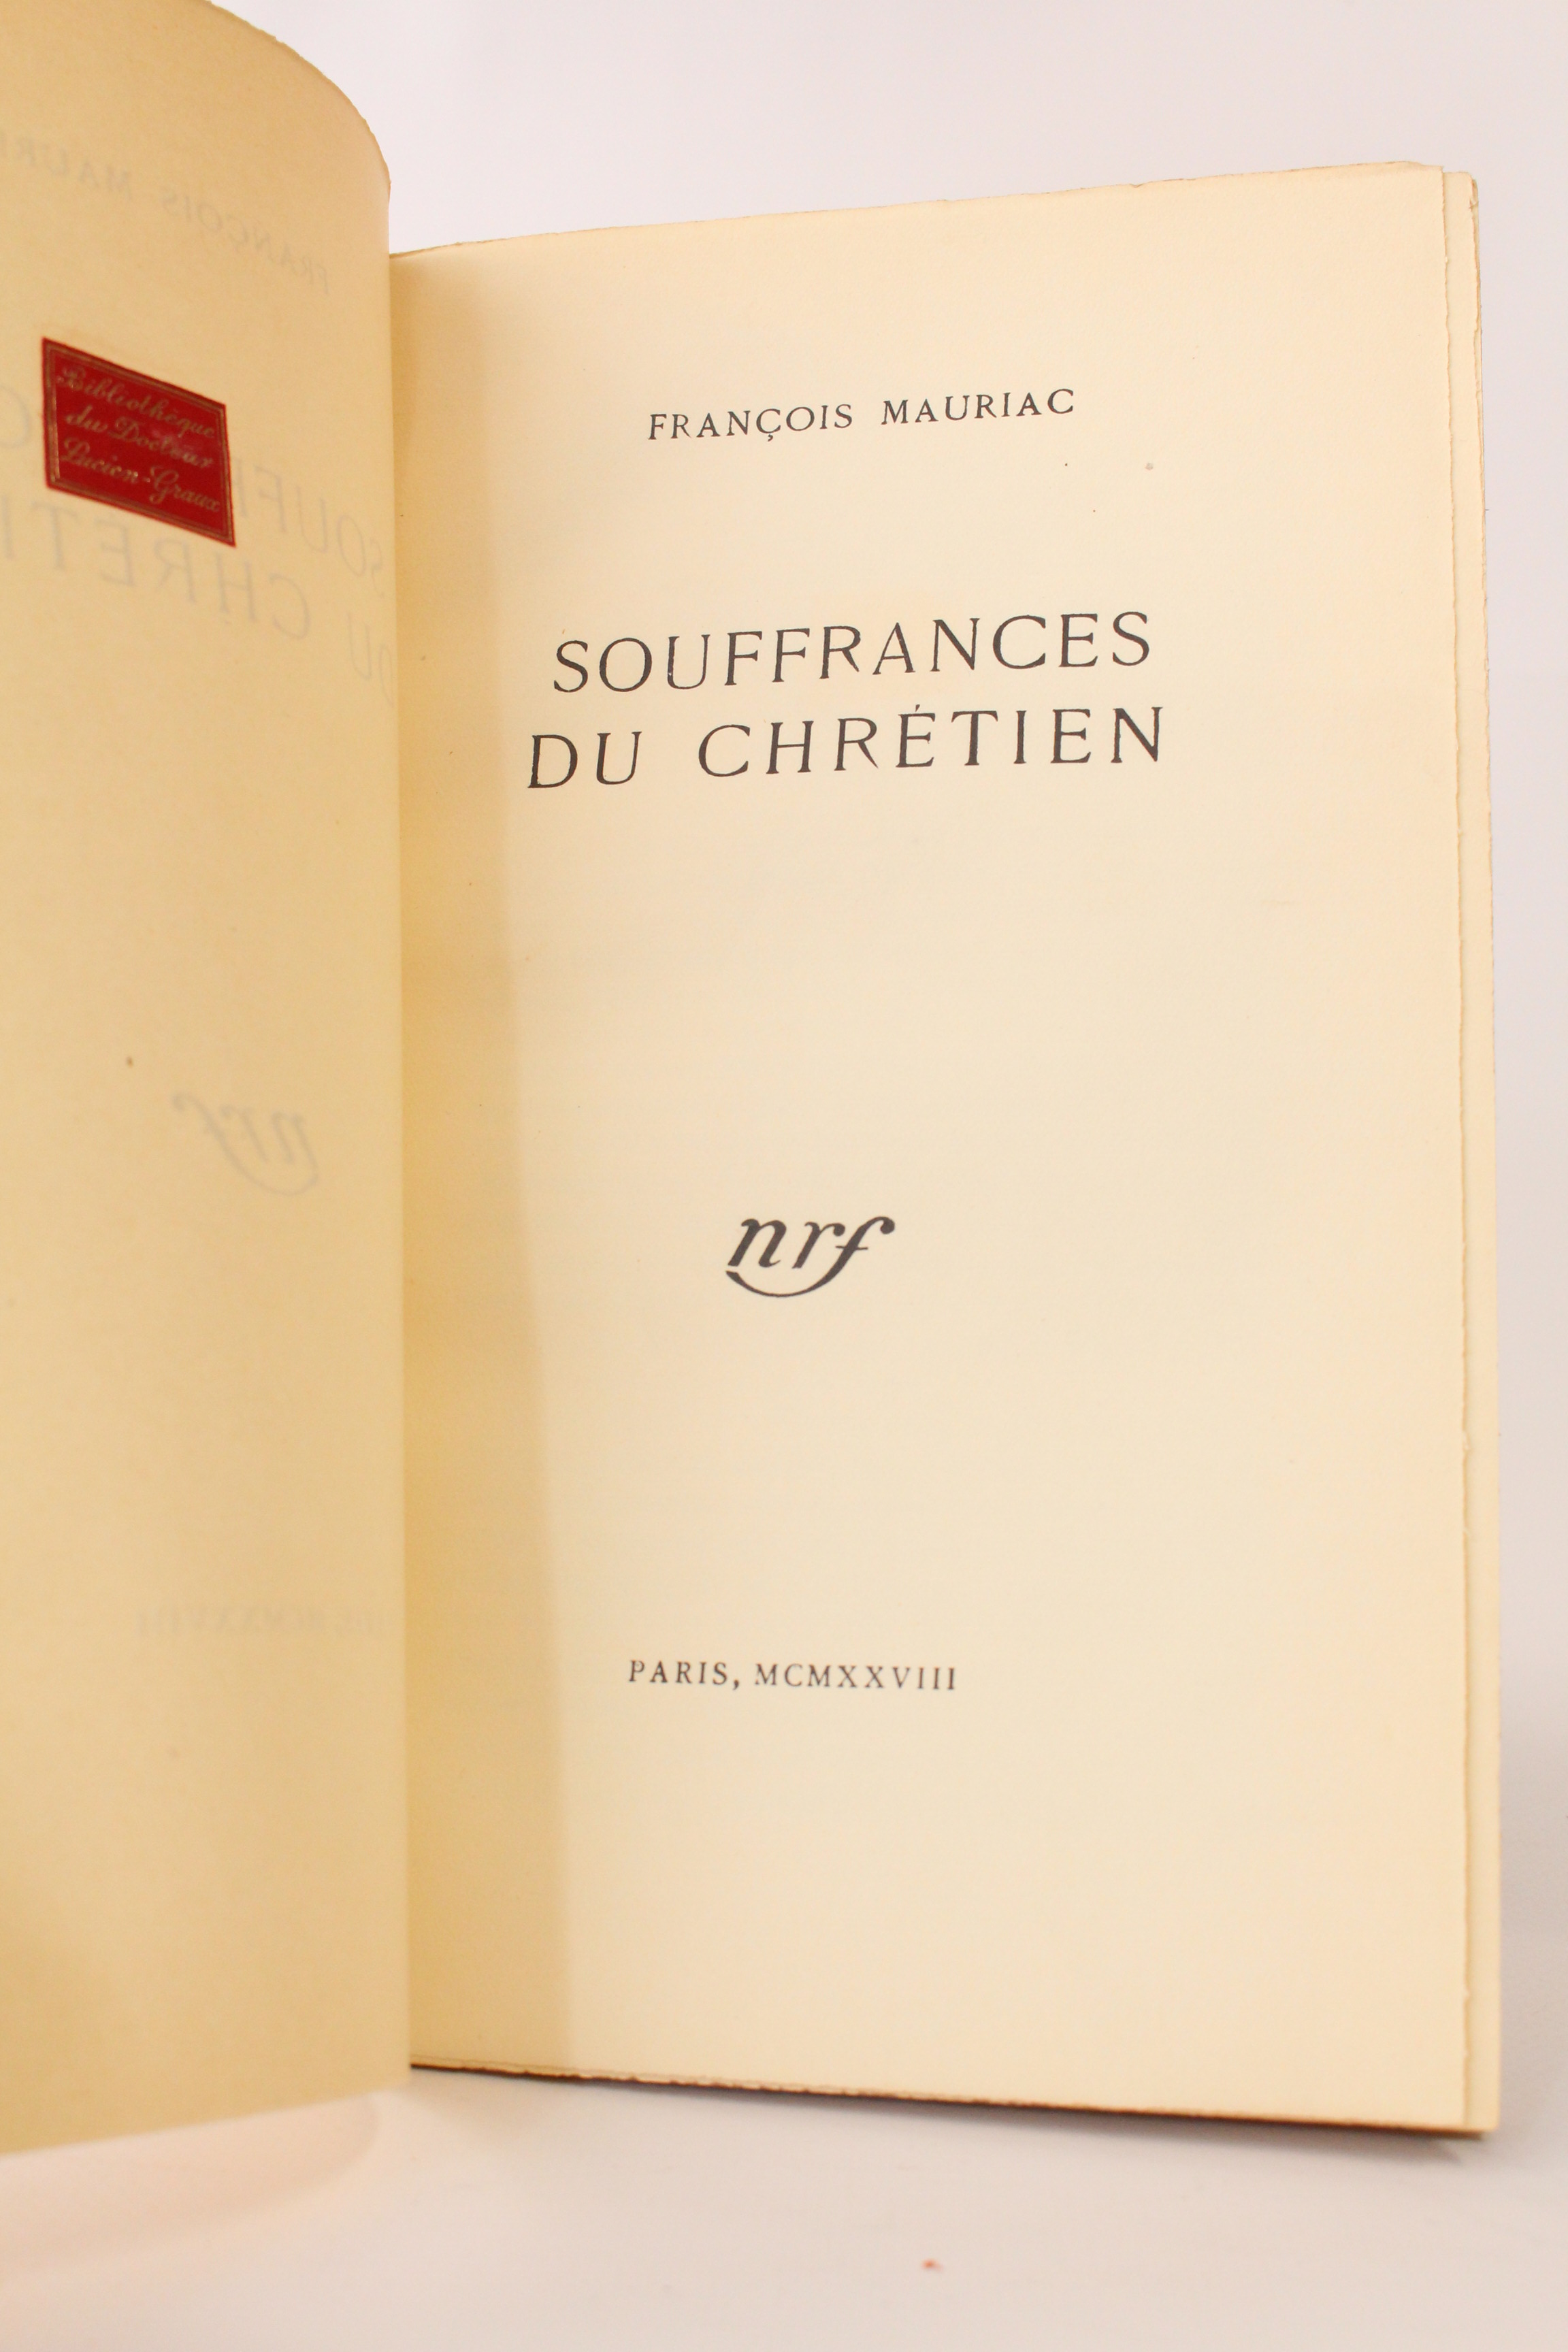 Bibliothèque
du Docteur
Lucien-Graux
FRANÇOIS MAURIAC
SOUFFRANCES
DU CHRÉTIEN
nrf
PARIS, MCMXXVIII